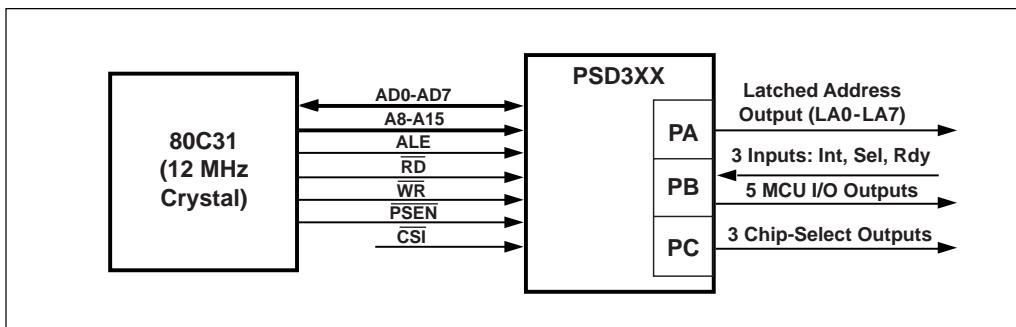 80C31
(12 MHz
Crystal)
AD0-AD7
A8-A15
ALE
RD
WR
PSEN
CSI
PSD3XX
PA
PB
PC
Latched Address
Output (LA0-LA7)
3 Inputs: Int, Sel, Rdy
5 MCU I/O Outputs
3 Chip-Select Outputs